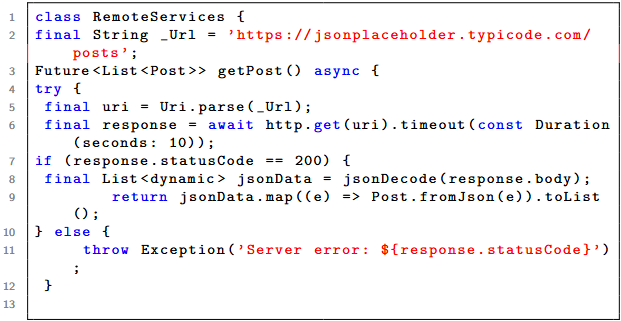 1 class RemoteServices {
2 final String _Url = 'https://jsonplaceholder.typicode.com/
posts';
3 Future<List<Post>> getPost() async {
4 try {
5 final uri = Uri.parse(_Url);
6 final response = await http.get(uri).timeout(const Duration
(seconds: 10));
7 if (response.statusCode == 200) {
8 final List<dynamic> jsonData = jsonDecode(response.body);
9 return jsonData.map((e) => Post.fromJson(e)).toList
();
10 } else {
11 throw Exception('Server error: ${response.statusCode}')
;
12 }
13